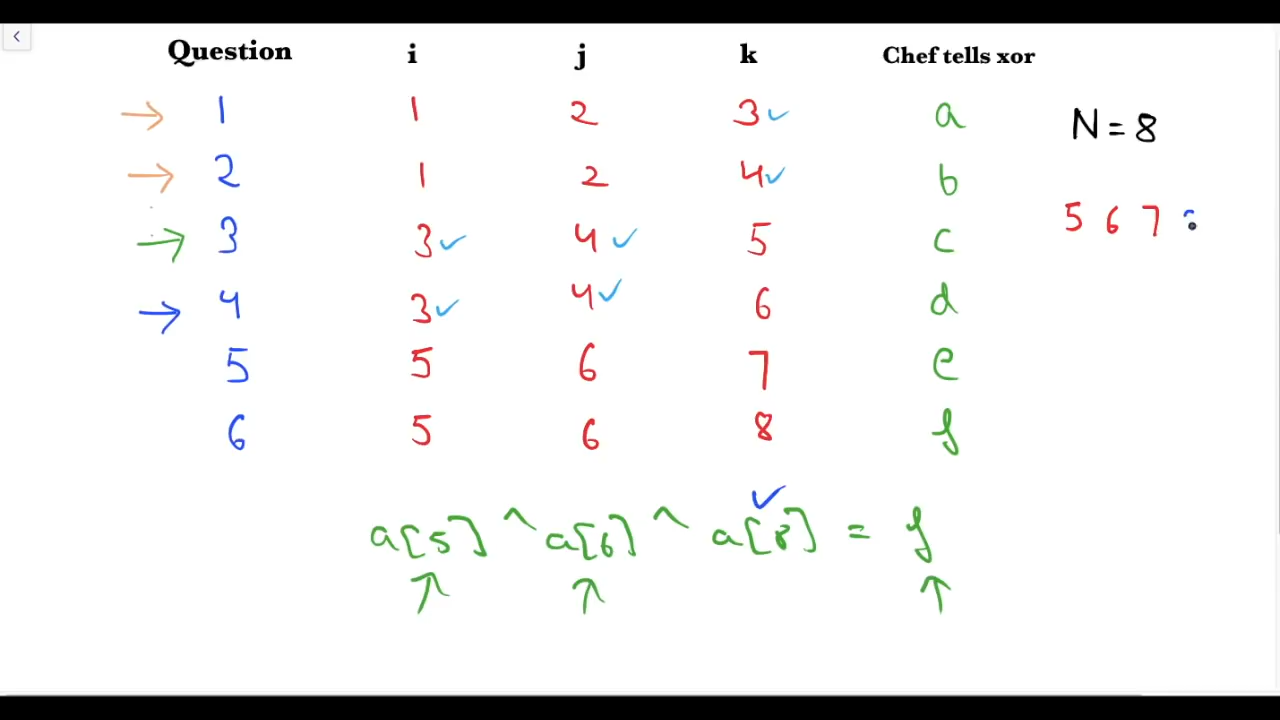 Question i j k Chef tells xor
1 1 2 3 a
N = 8
2 1 2 4 b
3 3 4 5 c
5 6 7
4 3 4 6 d
5 5 6 7 e
6 5 6 8 f
a[5] ^ a[6] ^ a[8] = f